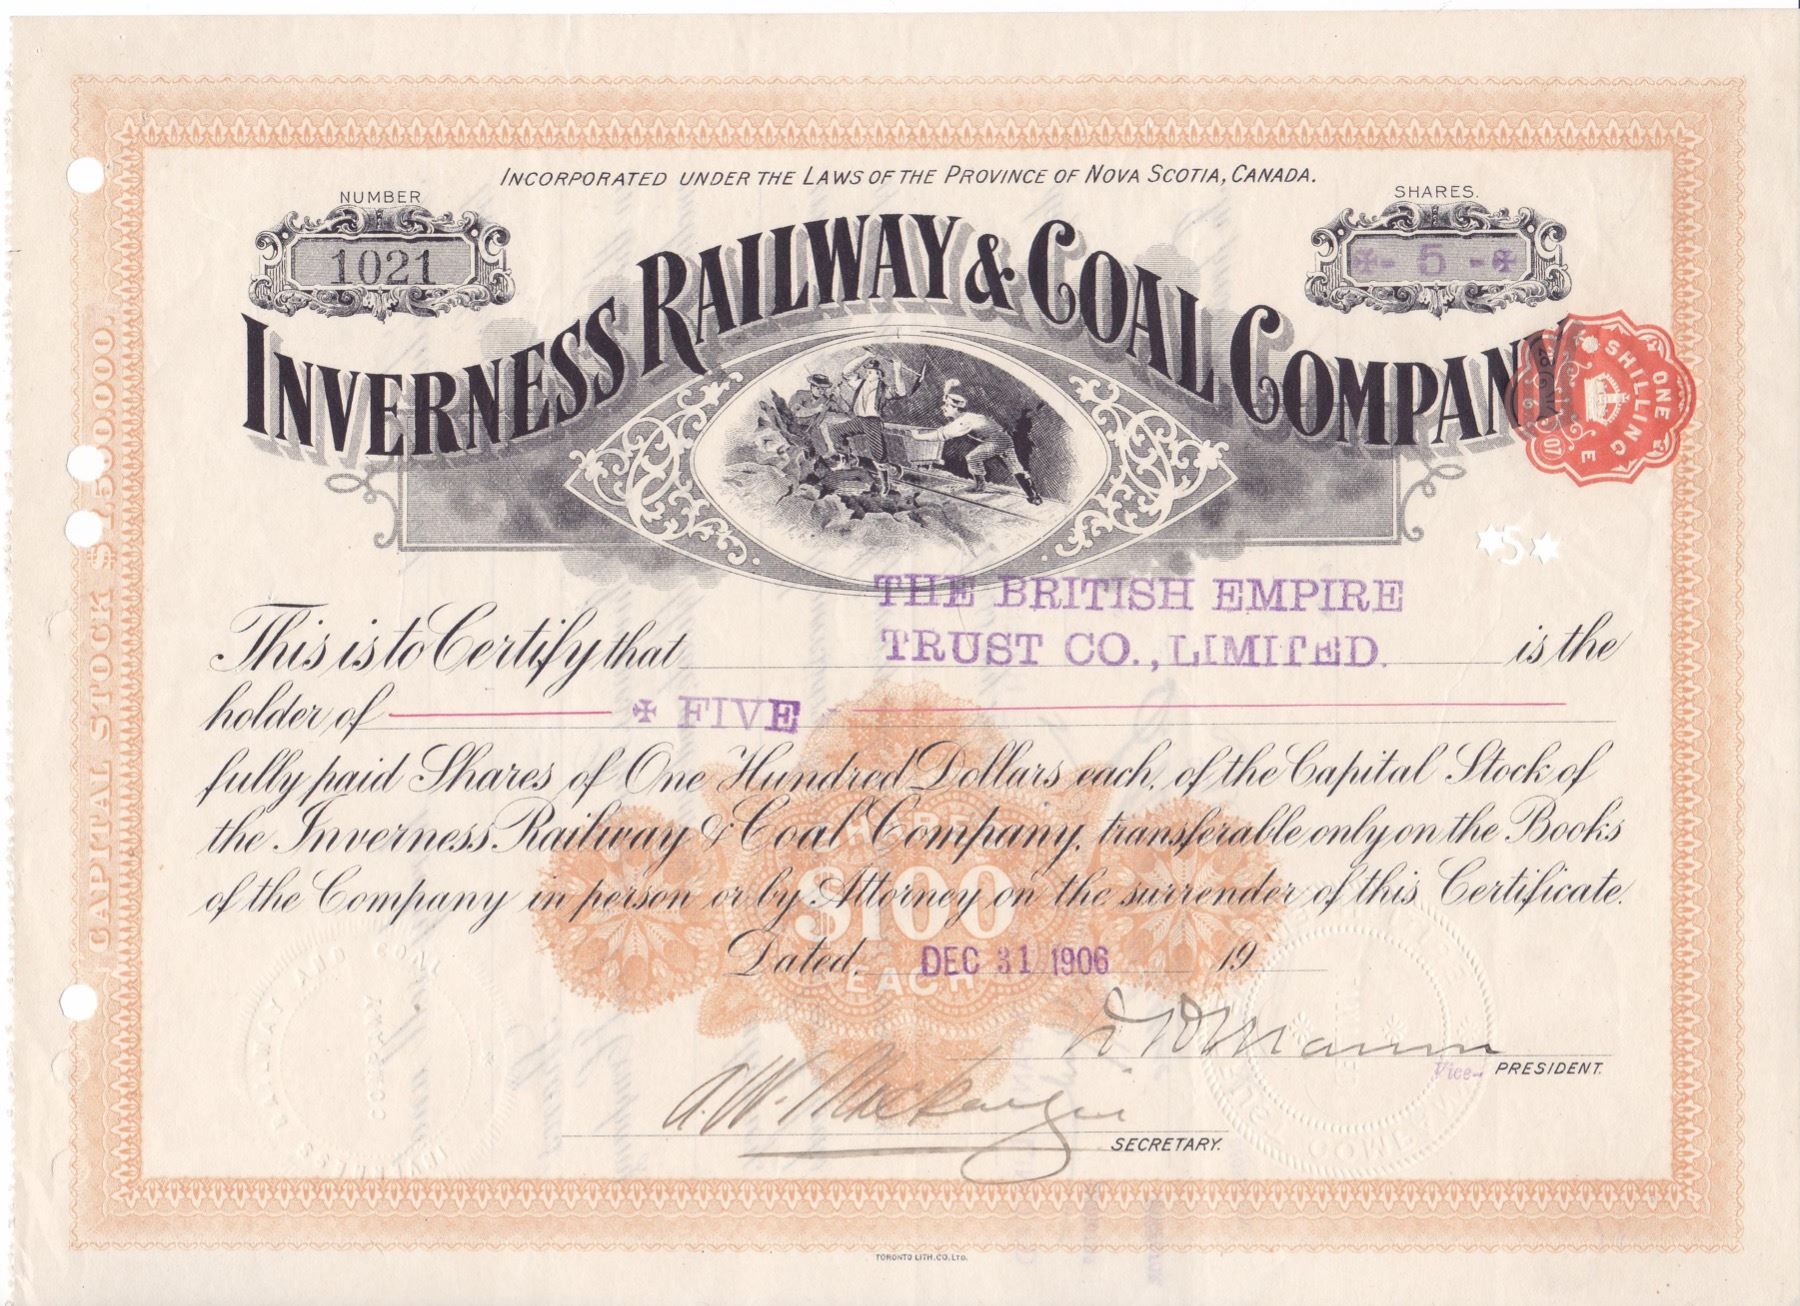 INCORPORATED UNDER THE LAWS OF THE PROVINCE OF NOVA SCOTIA, CANADA.
NUMBER
1021
SHARES.
5
INVERNESS RAILWAY & COAL COMPANY
ONE SHILLING
07
5
CAPITAL STOCK $1500000.
This is to Certify that THE BRITISH EMPIRE
TRUST CO., LIMITED. is the
holder of FIVE
fully paid Shares of One Hundred Dollars each, of the Capital Stock of
the Inverness Railway & Coal Company, transferable only on the Books
of the Company in person or by Attorney on the surrender of this Certificate.
SHARES
$100
EACH
Dated DEC 31 1906 19
Vice- PRESIDENT.
SECRETARY.
TORONTO LITH. CO. LTD.